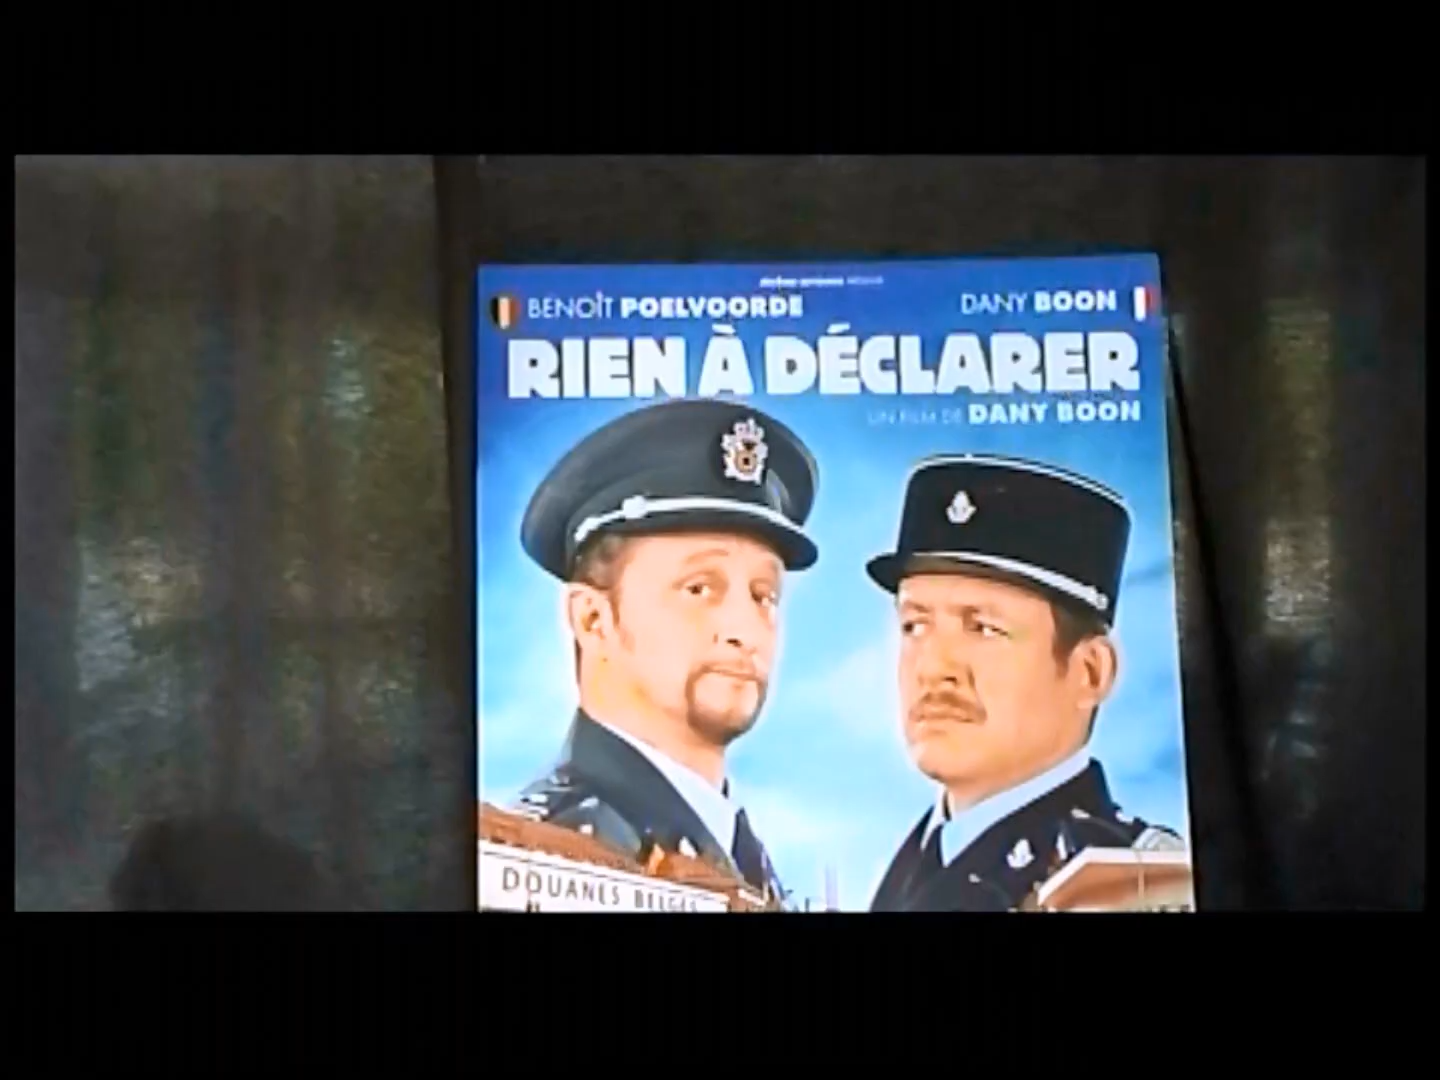 BENOÎT POELVOORDE
DANY BOON
RIEN À DÉCLARER
UN FILM DE DANY BOON
DOUANES BELGES